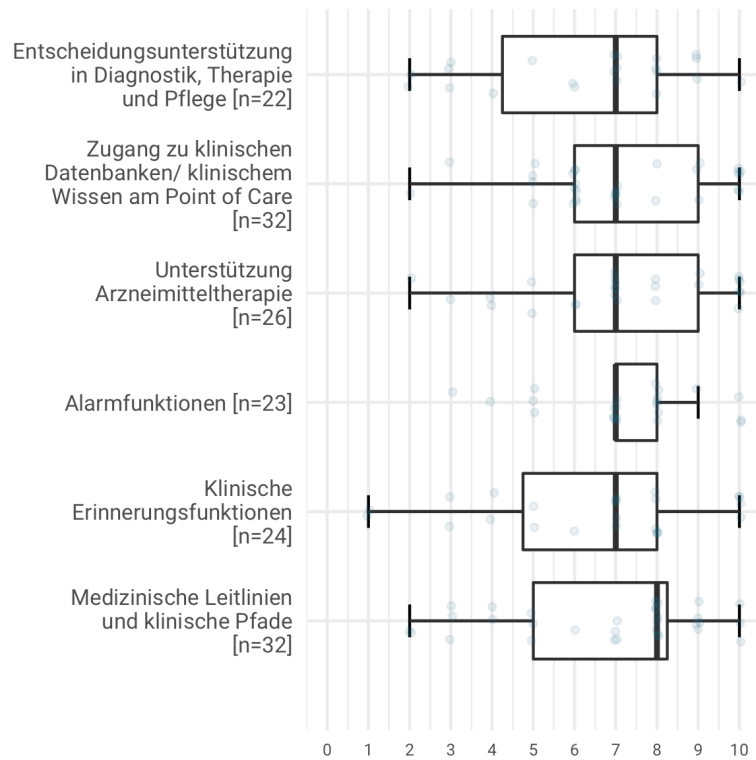 Entscheidungsunterstützung
in Diagnostik, Therapie
und Pflege [n=22]
Zugang zu klinischen
Datenbanken/ klinischem
Wissen am Point of Care
[n=32]
Unterstützung
Arzneimitteltherapie
[n=26]
Alarmfunktionen [n=23]
Klinische
Erinnerungsfunktionen
[n=24]
Medizinische Leitlinien
und klinische Pfade
[n=32]
0 1 2 3 4 5 6 7 8 9 10